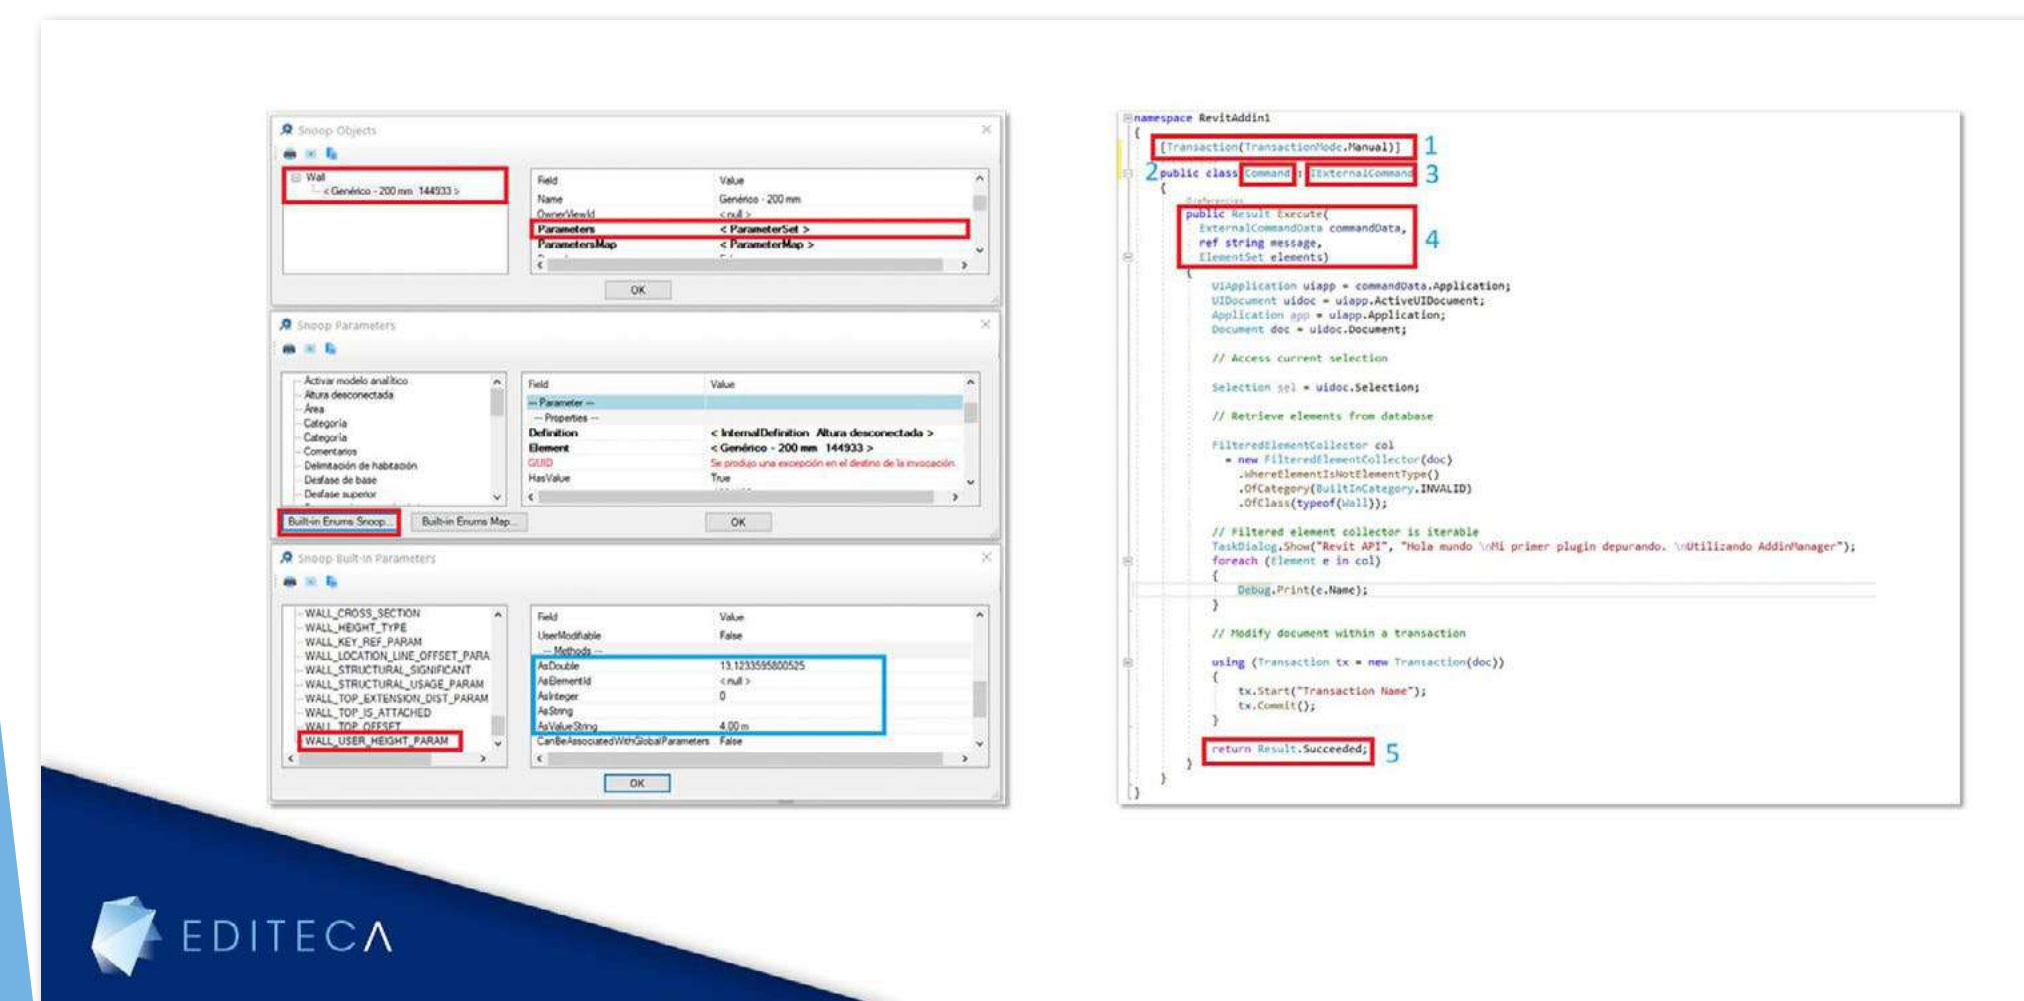 Snoop Objects
Wall
< Genérico - 200 mm 144933 >
Field Value
Name Genérico - 200 mm
OwnerViewId < null >
Parameters < ParameterSet >
ParametersMap < ParameterMap >
OK
Snoop Parameters
Activar modelo analítico
Altura desconectada
Área
Categoría
Categoría
Comentarios
Delimitación de habitación
Desfase de base
Desfase superior
Field Value
-- Parameter --
-- Properties --
Definition < InternalDefinition Altura desconectada >
Element < Genérico - 200 mm 144933 >
GUID Se produjo una excepción en el destino de la invocación.
HasValue True
Built-in Enums Snoop...
Built-in Enums Map...
OK
Snoop Built-In Parameters
WALL_CROSS_SECTION
WALL_HEIGHT_TYPE
WALL_KEY_REF_PARAM
WALL_LOCATION_LINE_OFFSET_PARA
WALL_STRUCTURAL_SIGNIFICANT
WALL_STRUCTURAL_USAGE_PARAM
WALL_TOP_EXTENSION_DIST_PARAM
WALL_TOP_IS_ATTACHED
WALL_TOP_OFFSET
WALL_USER_HEIGHT_PARAM
Field Value
UserModifiable False
-- Methods --
AsDouble 13.1233595800525
AsElementId < null >
AsInteger 0
AsString
AsValueString 4.00 m
CanBeAssociatedWithGlobalParameters False
OK
namespace RevitAddin1
{
[Transaction(TransactionMode.Manual)] 1
2 public class Command : IExternalCommand 3
{
0 referencias
public Result Execute(
ExternalCommandData commandData,
ref string message, 4
ElementSet elements)
{
UIApplication uiapp = commandData.Application;
UIDocument uidoc = uiapp.ActiveUIDocument;
Application app = uiapp.Application;
Document doc = uidoc.Document;
// Access current selection
Selection sel = uidoc.Selection;
// Retrieve elements from database
FilteredElementCollector col
= new FilteredElementCollector(doc)
.WhereElementIsNotElementType()
.OfCategory(BuiltInCategory.INVALID)
.OfClass(typeof(Wall));
// Filtered element collector is iterable
TaskDialog.Show("Revit API", "Hola mundo \nMi primer plugin depurando. \nUtilizando AddinManager");
foreach (Element e in col)
{
Debug.Print(e.Name);
}
// Modify document within a transaction
using (Transaction tx = new Transaction(doc))
{
tx.Start("Transaction Name");
tx.Commit();
}
return Result.Succeeded; 5
}
}
}
EDITECA